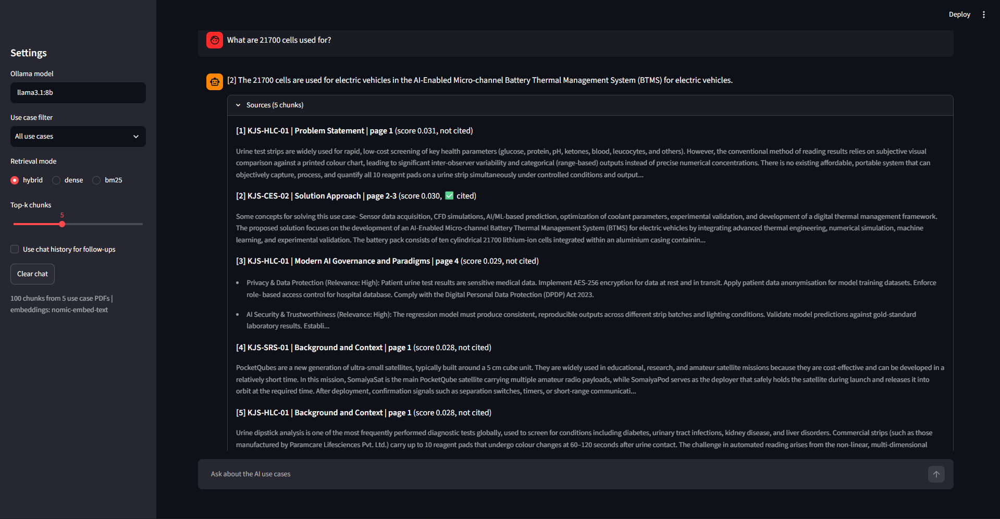 Deploy
Settings
Ollama model
llama3.1:8b
Use case filter
All use cases
Retrieval mode
hybrid dense bm25
Top-k chunks
5
Use chat history for follow-ups
Clear chat
100 chunks from 5 use case PDFs |
embeddings: nomic-embed-text
What are 21700 cells used for?
[2] The 21700 cells are used for electric vehicles in the AI-Enabled Micro-channel Battery Thermal Management System (BTMS) for electric vehicles.
Sources (5 chunks)
[1] KJS-HLC-01 | Problem Statement | page 1 (score 0.031, not cited)
Urine test strips are widely used for rapid, low-cost screening of key health parameters (glucose, protein, pH, ketones, blood, leucocytes, and others). However, the conventional method of reading results relies on subjective visual
comparison against a printed colour chart, leading to significant inter-observer variability and categorical (range-based) outputs instead of precise numerical concentrations. There is no existing affordable, portable system that can
objectively capture, process, and quantify all 10 reagent pads on a urine strip simultaneously under controlled conditions and output...
[2] KJS-CES-02 | Solution Approach | page 2-3 (score 0.030, ✅ cited)
Some concepts for solving this use case- Sensor data acquisition, CFD simulations, AI/ML-based prediction, optimization of coolant parameters, experimental validation, and development of a digital thermal management framework.
The proposed solution focuses on the development of an AI-Enabled Micro-channel Battery Thermal Management System (BTMS) for electric vehicles by integrating advanced thermal engineering, numerical simulation, machine
learning, and experimental validation. The battery pack consists of ten cylindrical 21700 lithium-ion cells integrated within an aluminium casing containin...
[3] KJS-HLC-01 | Modern AI Governance and Paradigms | page 4 (score 0.029, not cited)
• Privacy & Data Protection (Relevance: High): Patient urine test results are sensitive medical data. Implement AES-256 encryption for data at rest and in transit. Apply patient data anonymisation for model training datasets. Enforce
role- based access control for hospital database. Comply with the Digital Personal Data Protection (DPDP) Act 2023.
• AI Security & Trustworthiness (Relevance: High): The regression model must produce consistent, reproducible outputs across different strip batches and lighting conditions. Validate model predictions against gold-standard
laboratory results. Establi...
[4] KJS-SRS-01 | Background and Context | page 1 (score 0.028, not cited)
PocketQubes are a new generation of ultra-small satellites, typically built around a 5 cm cube unit. They are widely used in educational, research, and amateur satellite missions because they are cost-effective and can be developed in a
relatively short time. In this mission, SomaiyaSat is the main PocketQube satellite carrying multiple amateur radio payloads, while SomaiyaPod serves as the deployer that safely holds the satellite during launch and releases it into
orbit at the required time. After deployment, confirmation signals such as separation switches, timers, or short-range communicati...
[5] KJS-HLC-01 | Background and Context | page 1 (score 0.028, not cited)
Urine dipstick analysis is one of the most frequently performed diagnostic tests globally, used to screen for conditions including diabetes, urinary tract infections, kidney disease, and liver disorders. Commercial strips (such as those
manufactured by Paramcare Lifesciences Pvt. Ltd.) carry up to 10 reagent pads that undergo colour changes at 60–120 seconds after urine contact. The challenge in automated reading arises from the non-linear, multi-dimensional
Ask about the AI use cases